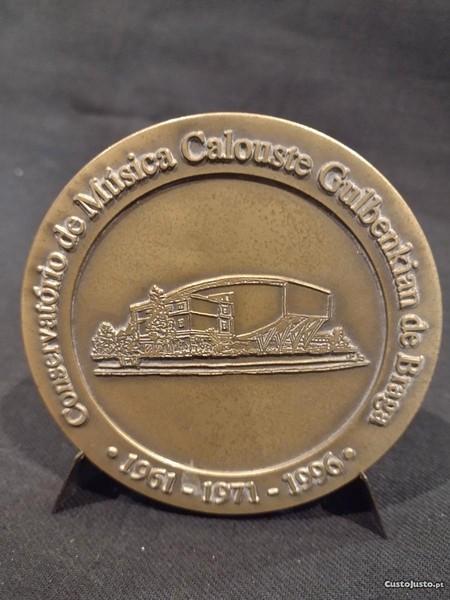 Conservatório de Música Calouste Gulbenkian de Braga
• 1961 - 1971 - 1996 •
CustoJusto.pt